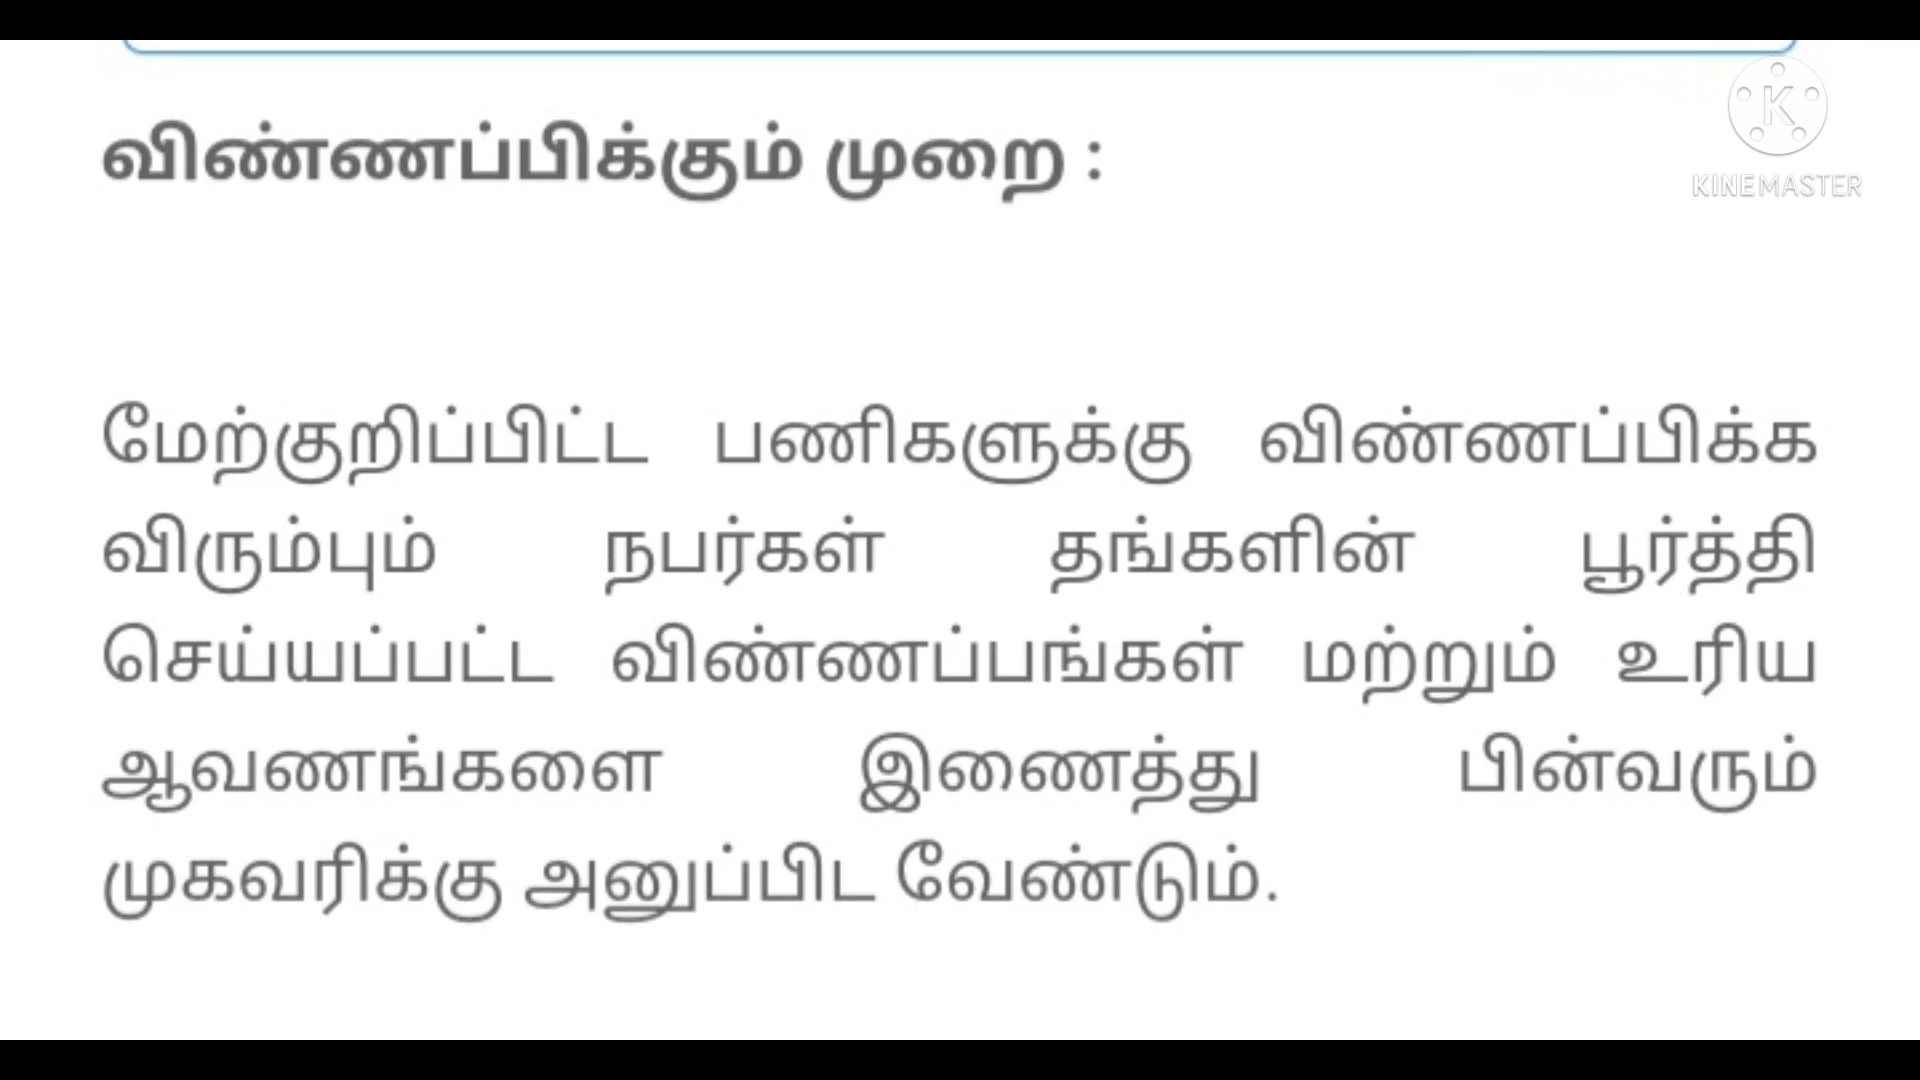 விண்ணப்பிக்கும் முறை :
K
KINEMASTER
மேற்குறிப்பிட்ட பணிகளுக்கு விண்ணப்பிக்க
விரும்பும் நபர்கள் தங்களின் பூர்த்தி
செய்யப்பட்ட விண்ணப்பங்கள் மற்றும் உரிய
ஆவணங்களை இணைத்து பின்வரும்
முகவரிக்கு அனுப்பிட வேண்டும்.